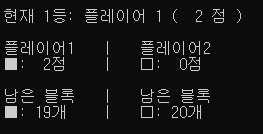 현재 1등: 플레이어 1 (  2 점 )
플레이어1    |    플레이어2
■:  2점    |    □:  0점
남은 블록    |    남은 블록
■: 19개    |    □: 20개